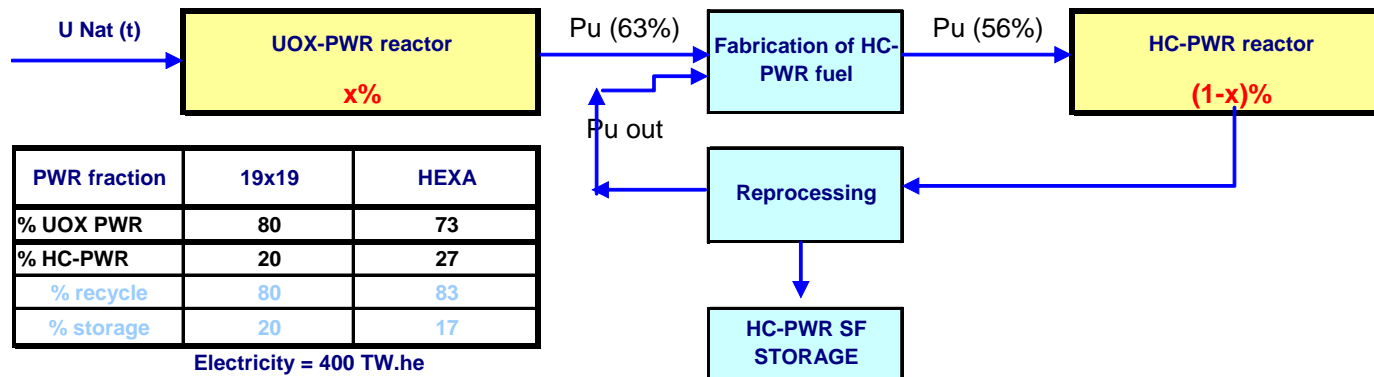 U Nat (t)
UOX-PWR reactor
x%
Pu (63%)
Fabrication of HC-
PWR fuel
Pu (56%)
HC-PWR reactor
(1-x)%
Pu out
Reprocessing
HC-PWR SF
STORAGE
PWR fraction 19x19 HEXA
% UOX PWR 80 73
% HC-PWR 20 27
% recycle 80 83
% storage 20 17
Electricity = 400 TW.he